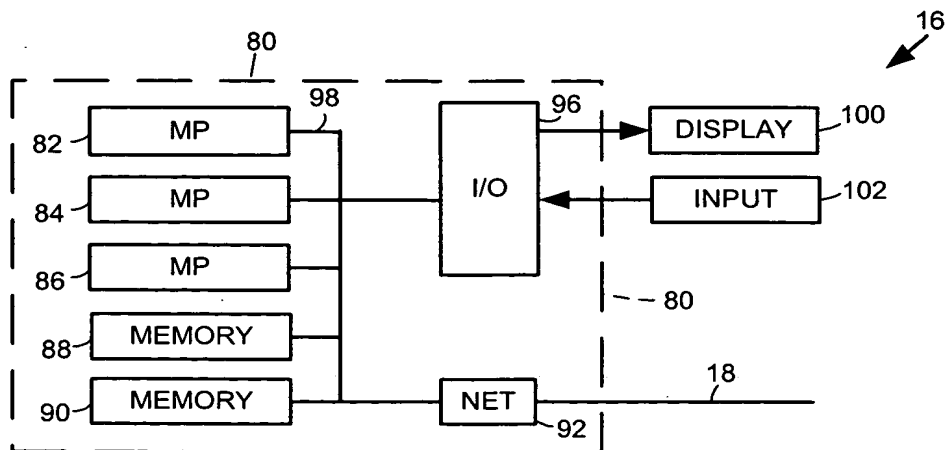 16
80
98
96
82 MP
DISPLAY 100
84 MP
I/O
INPUT 102
86 MP
80
88 MEMORY
18
90 MEMORY
NET 92